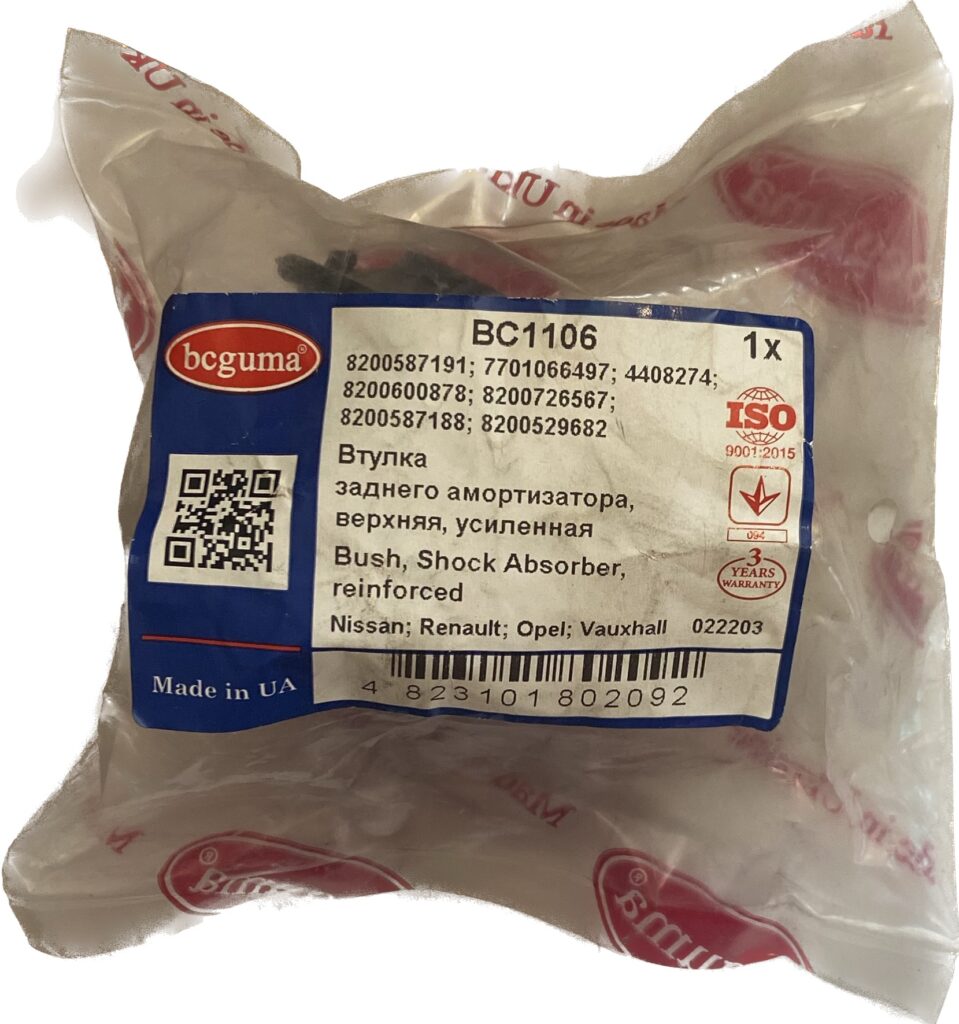 bcguma®
BC1106
1x
8200587191; 7701066497; 4408274;
8200600878; 8200726567;
8200587188; 8200529682
ISO
9001:2015
Втулка
заднего амортизатора,
верхняя, усиленная
094
Bush, Shock Absorber,
reinforced
3
YEARS
WARRANTY
Nissan; Renault; Opel; Vauxhall 022203
4 823101 802092
Made in UA